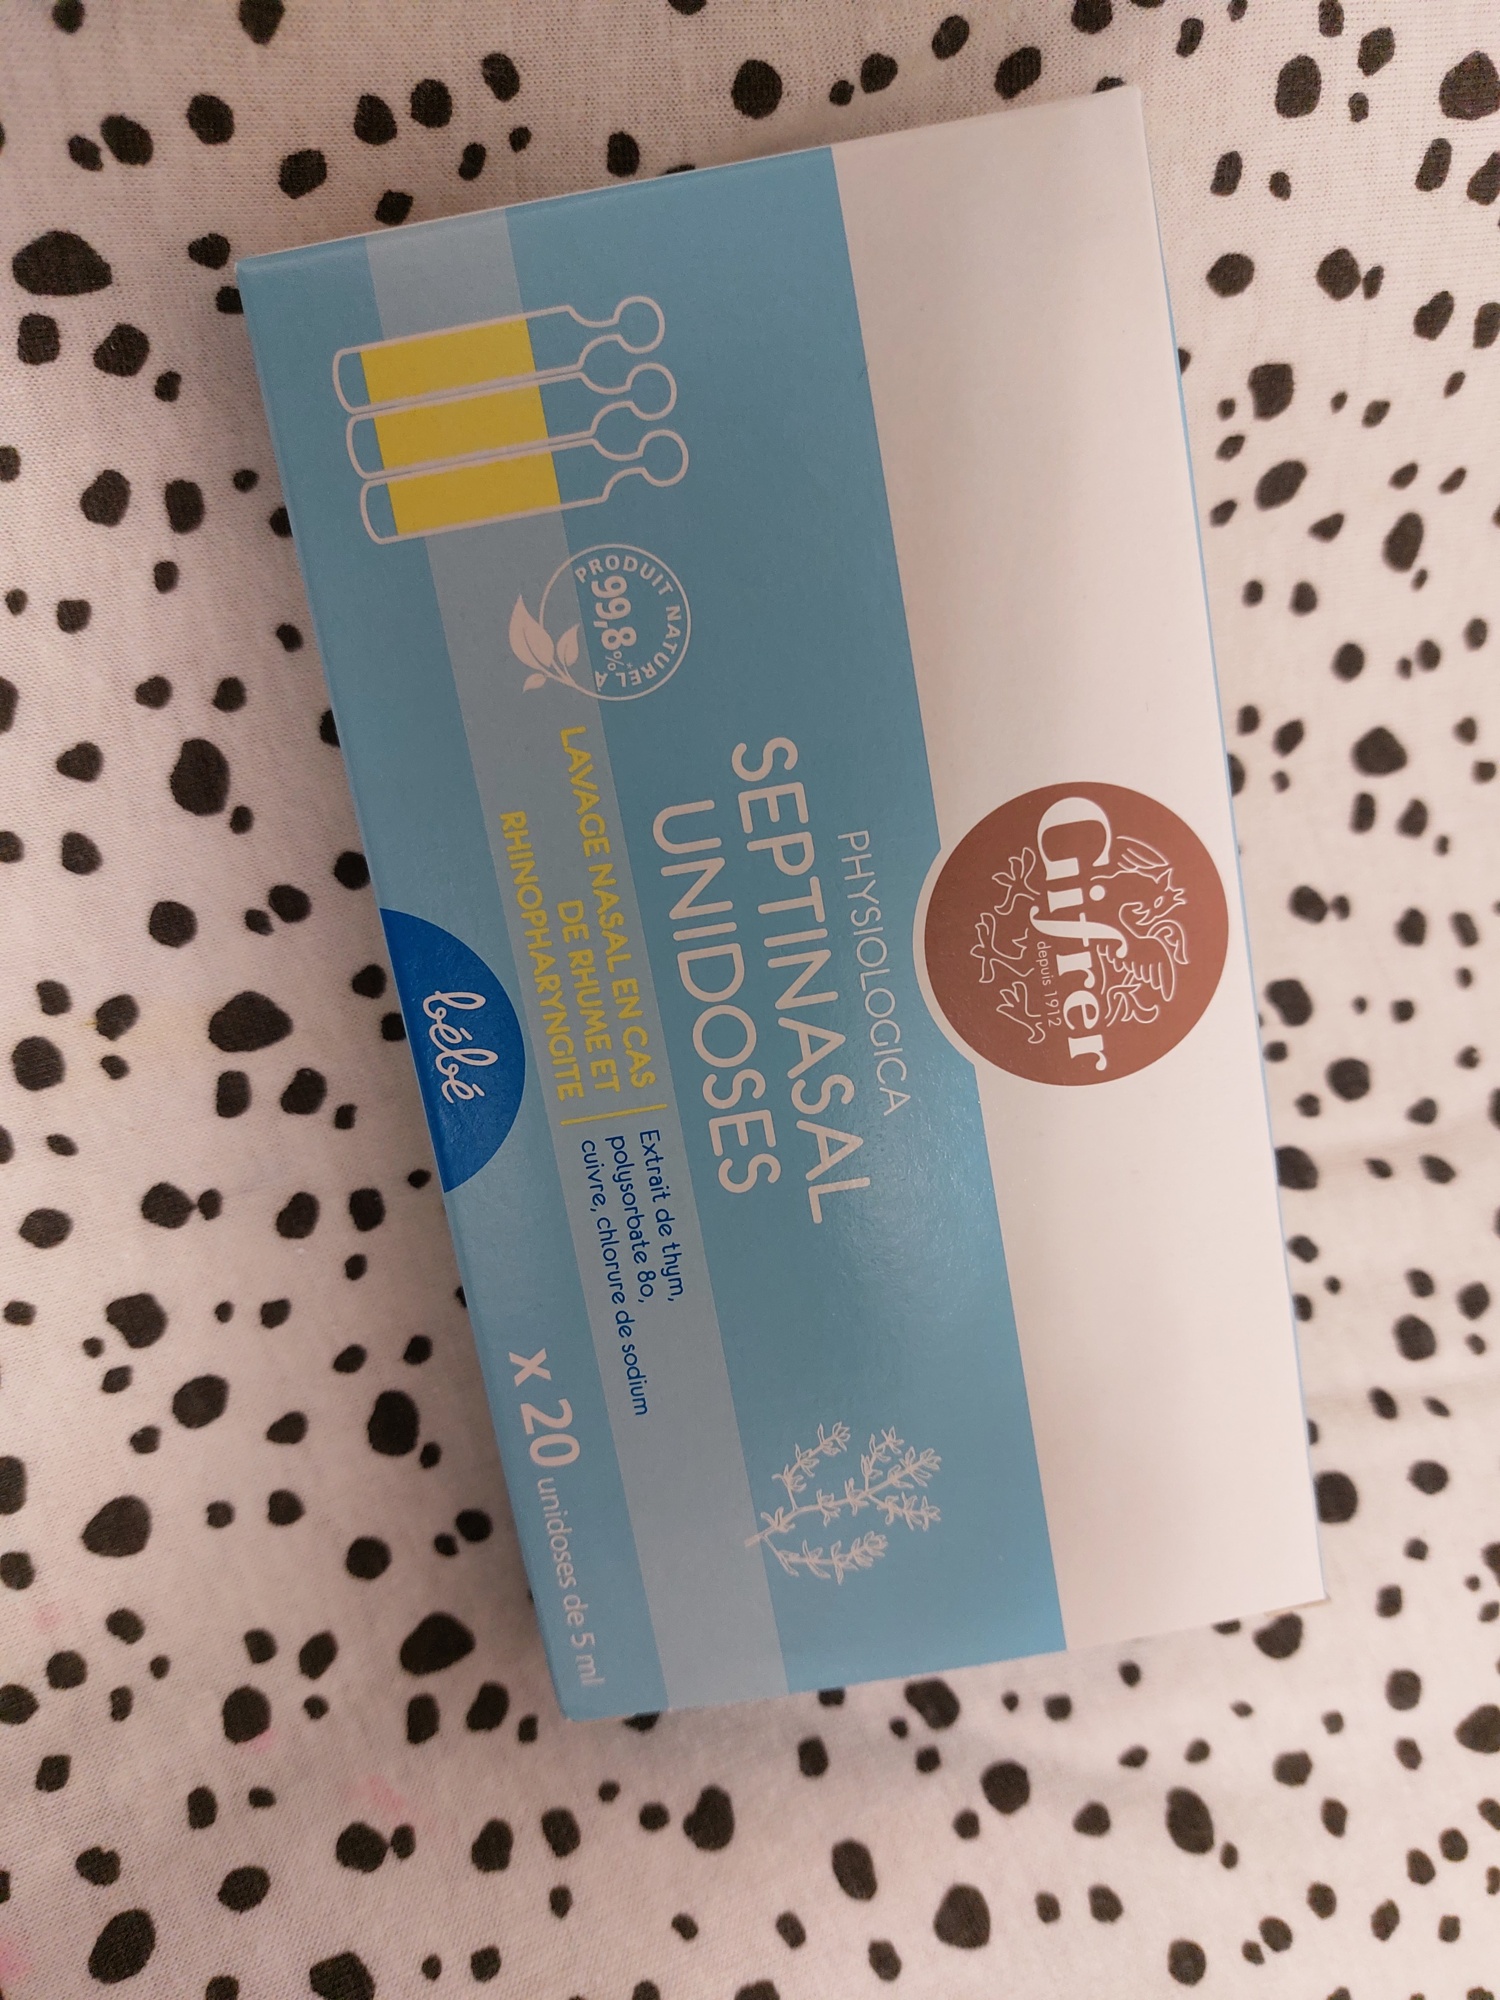 Gifrer
depuis 1912
PHYSIOLOGICA
SEPTINASAL
UNIDOSES
PRODUIT NATUREL À
99,8%*
LAVAGE NASAL EN CAS
DE RHUME ET
RHINOPHARYNGITE
Extrait de thym,
polysorbate 80,
cuivre, chlorure de sodium
bébé
x 20 unidoses de 5 ml